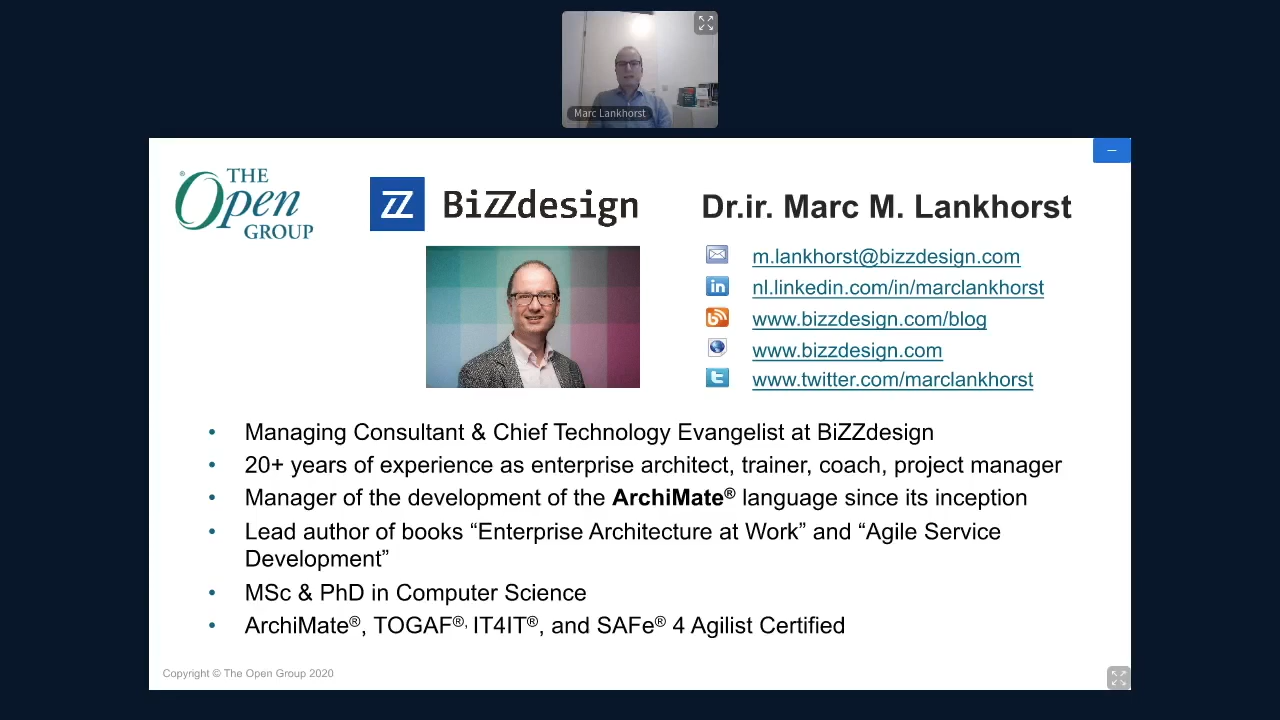 Marc Lankhorst
THE
Open
GROUP
®
BiZZdesign
Dr.ir. Marc M. Lankhorst
m.lankhorst@bizzdesign.com
nl.linkedin.com/in/marclankhorst
www.bizzdesign.com/blog
www.bizzdesign.com
www.twitter.com/marclankhorst
• Managing Consultant & Chief Technology Evangelist at BiZZdesign
• 20+ years of experience as enterprise architect, trainer, coach, project manager
• Manager of the development of the ArchiMate® language since its inception
• Lead author of books “Enterprise Architecture at Work” and “Agile Service
Development”
• MSc & PhD in Computer Science
• ArchiMate®, TOGAF®, IT4IT®, and SAFe® 4 Agilist Certified
Copyright © The Open Group 2020